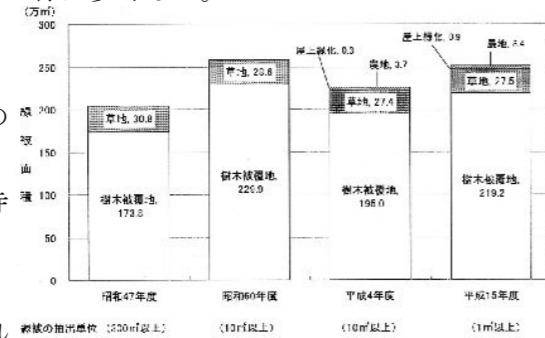 (万㎡)
300
250
200
150
100
50
0
緑被面積
草地, 30.8
樹木被覆地,
173.8
樹木被覆地,
229.9
屋上緑化, 0.3
農地, 3.7
草地, 27.4
樹木被覆地,
屋上緑化, 0.9
農地,
草地, 27.5
樹木被覆地,
219.2
昭和47年度
昭和60年度
平成4年度
平成15年度
緑被の抽出単位 (300㎡以上) (10㎡以上) (10㎡以上) (1㎡以上)